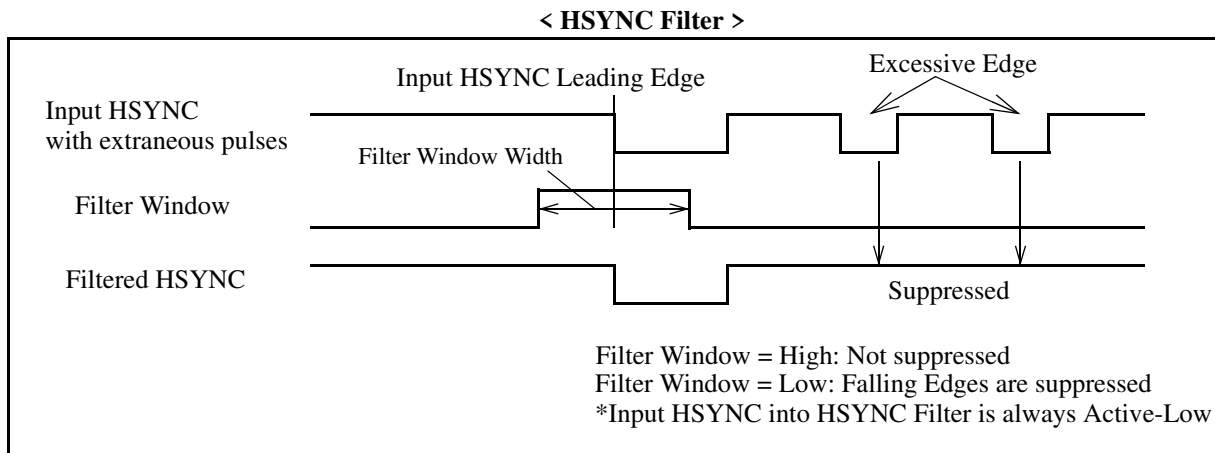 < HSYNC Filter >
Input HSYNC Leading Edge
Excessive Edge
Input HSYNC
with extraneous pulses
Filter Window Width
Filter Window
Filtered HSYNC
Suppressed
Filter Window = High: Not suppressed
Filter Window = Low: Falling Edges are suppressed
*Input HSYNC into HSYNC Filter is always Active-Low